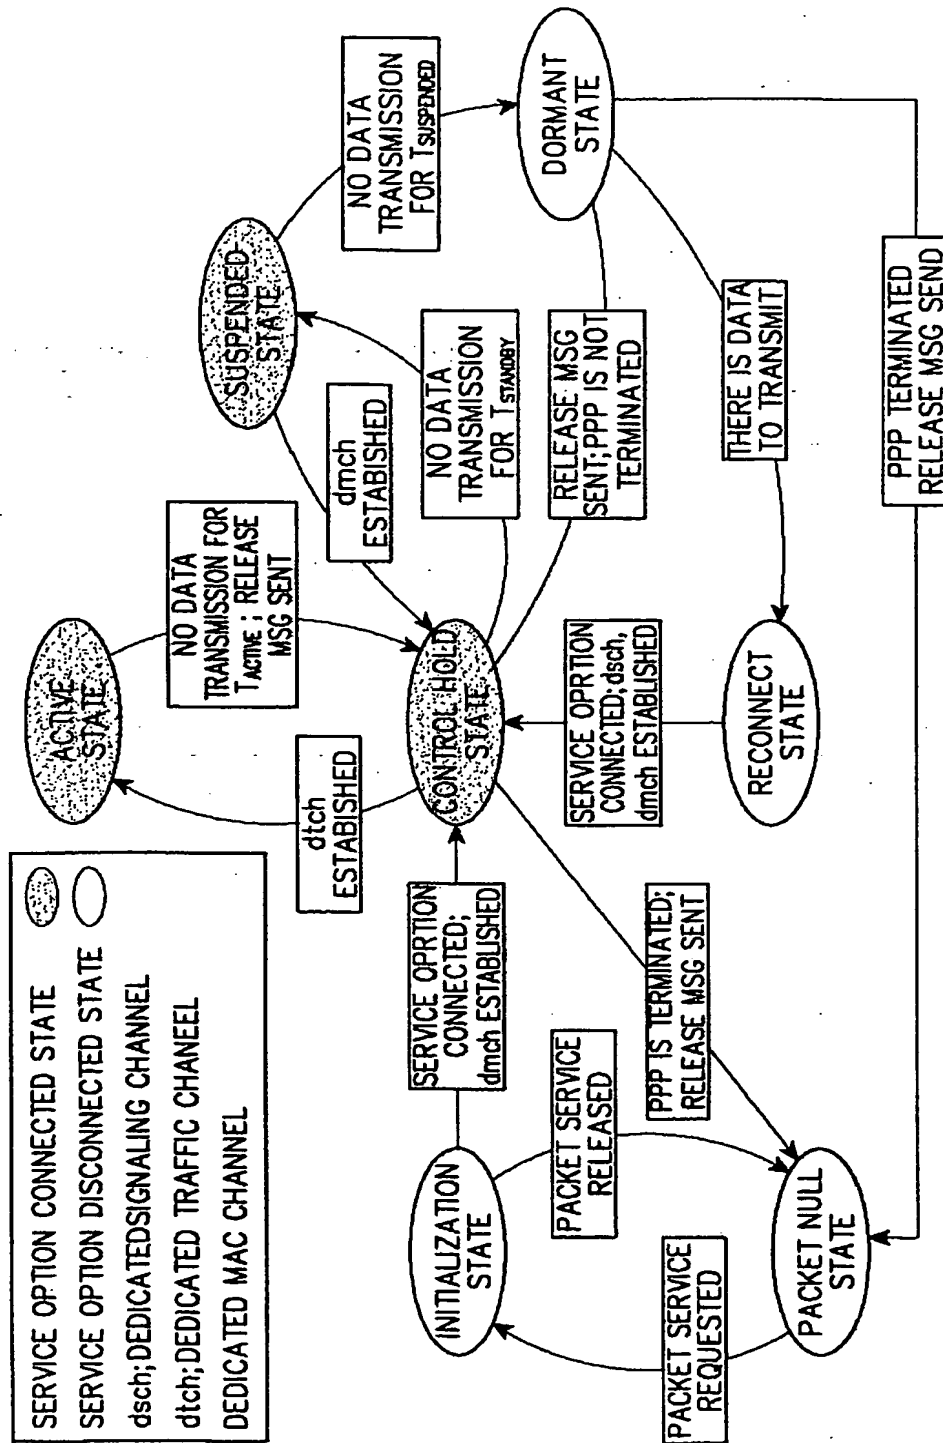 SERVICE OPTION CONNECTED STATE
SERVICE OPTION DISCONNECTED STATE
dsch;DEDICATEDSIGNALING CHANNEL
dtch;DEDICATED TRAFFIC CHANEEL
DEDICATED MAC CHANNEL
ACTIVE
STATE
dtch
ESTABISHED
NO DATA
TRANSMISSION FOR
TACTIVE ; RELEASE
MSG SENT
SUSPENDED
STATE
dmch
ESTABISHED
NO DATA
TRANSMISSION
FOR TSUSPENDED
NO DATA
TRANSMISSION
FOR TSTANDBY
SERVICE OPRTION
CONNECTED;
dmch ESTABLISHED
CONTROL HOLD
STATE
RELEASE MSG
SENT;PPP IS NOT
TERMINATED
DORMANT
STATE
INITIALIZATION
STATE
PACKET SERVICE
RELEASED
SERVICE OPRTION
CONNECTED;dsch,
dmch ESTABLISHED
PPP IS TERMINATED;
RELEASE MSG SENT
THERE IS DATA
TO TRANSMIT
PACKET SERVICE
REQUESTED
PACKET NULL
STATE
RECONNECT
STATE
PPP TERMINATED
RELEASE MSG SEND